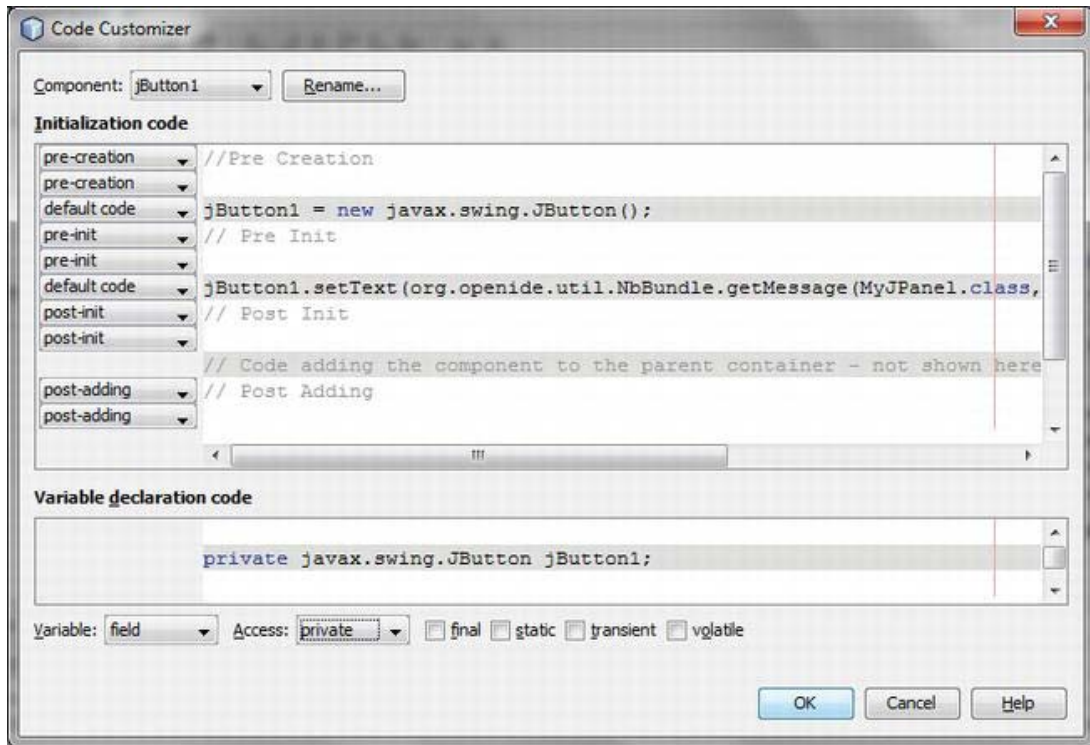 Code Customizer
Component: jButton1 Rename...
Initialization code
pre-creation //Pre Creation
pre-creation
default code jButton1 = new javax.swing.JButton();
pre-init // Pre Init
pre-init
default code jButton1.setText(org.openide.util.NbBundle.getMessage(MyJPanel.class,
post-init // Post Init
post-init
// Code adding the component to the parent container - not shown here
post-adding // Post Adding
post-adding
Variable declaration code
private javax.swing.JButton jButton1;
Variable: field Access: private final static transient volatile
OK Cancel Help